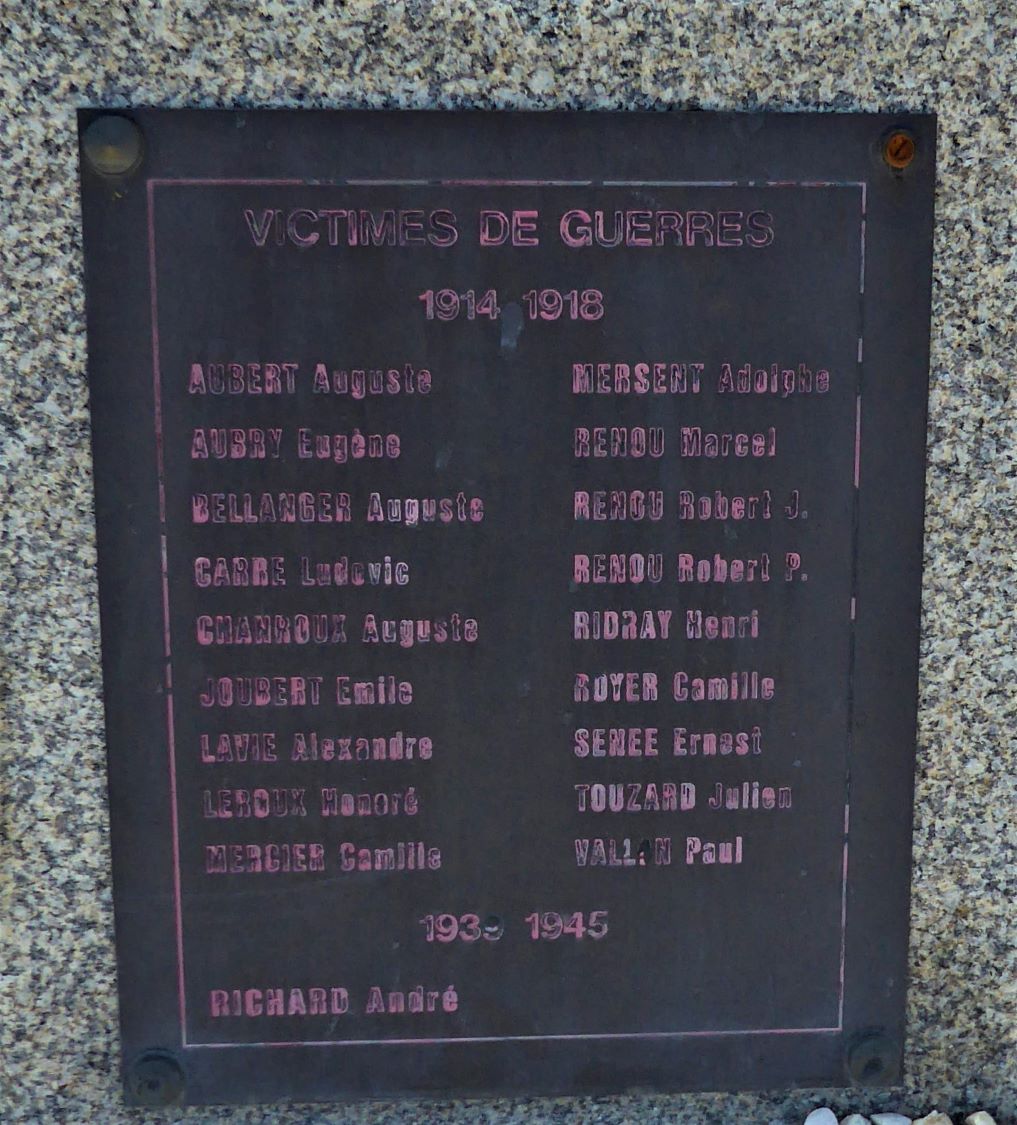 VICTIMES DE GUERRES
1914 1918
AUBERT Auguste
AUBRY Eugène
BELLANGER Auguste
CARRE Ludovic
CHANROUX Auguste
JOUBERT Emile
LAVIE Alexandre
LEROUX Honoré
MERCIER Camille
MERSENT Adolphe
RENOU Marcel
RENOU Robert J.
RENOU Robert P.
RIDRAY Henri
ROYER Camille
SENEE Ernest
TOUZARD Julien
Paul
1939 1945
RICHARD André